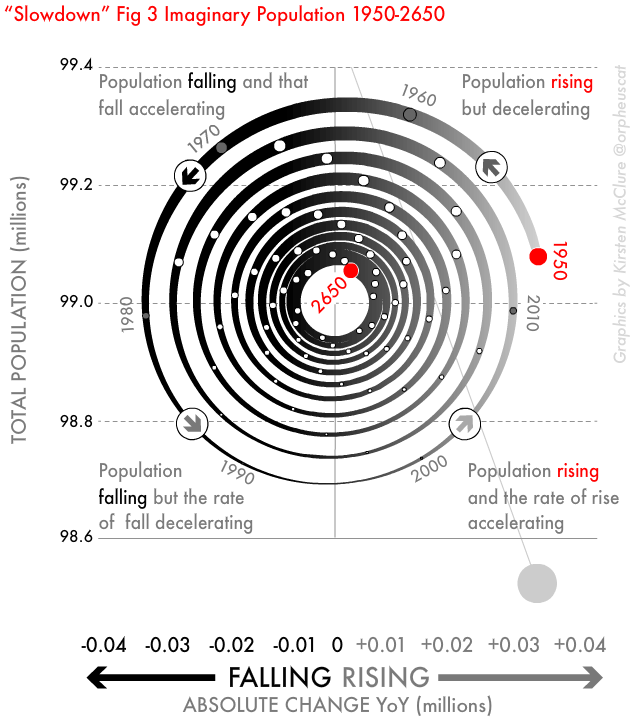 “Slowdown” Fig 3 Imaginary Population 1950-2650
99.4
Population falling and that
fall accelerating
Population rising
but decelerating
1960
1970
99.2
1950
TOTAL POPULATION (millions)
Graphics by Kirsten McClure @orpheuscat
2650
99.0
1980
2010
98.8
1990
2000
Population
falling but the rate
of fall decelerating
Population rising
and the rate of rise
accelerating
98.6
-0.04 -0.03 -0.02 -0.01 0 +0.01 +0.02 +0.03 +0.04
FALLING RISING
ABSOLUTE CHANGE YoY (millions)